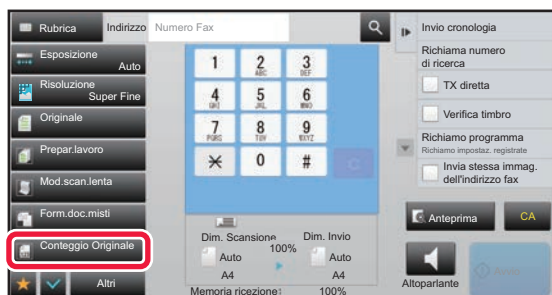 Rubrica
Indirizzo
Numero Fax
Esposizione
Auto
Risoluzione
Super Fine
Originale
Prepar.lavoro
Mod.scan.lenta
Form.doc.misti
Conteggio Originale
Altri
1
2
ABC
3
DEF
4
GHI
5
JKL
6
MNO
7
PQRS
8
TUV
9
WXYZ
0
#
C
Dim. Scansione
100%
Dim. Invio
Auto
A4
Auto
A4
Memoria ricezione:
100%
Invio cronologia
Richiama numero
di ricerca
TX diretta
Verifica timbro
Richiamo programma
Richiamo impostaz. registrate
Invia stessa immag.
dell'indirizzo fax
Anteprima
CA
Altoparlante